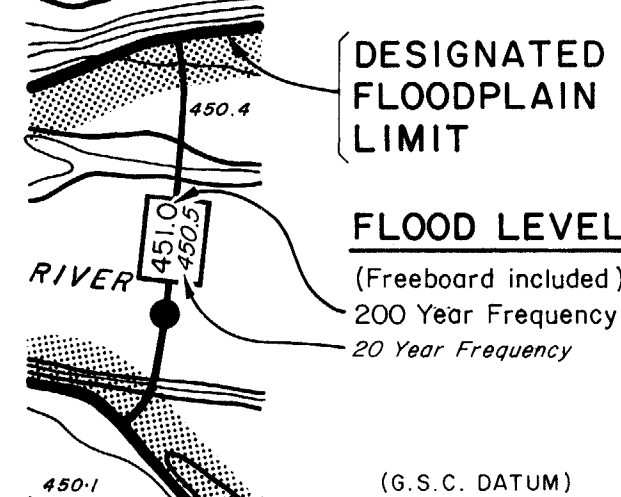 DESIGNATED
FLOODPLAIN
LIMIT
450.4
451.0
450.5
FLOOD LEVEL
RIVER
(Freeboard included)
200 Year Frequency
20 Year Frequency
450·1
(G.S.C. DATUM)